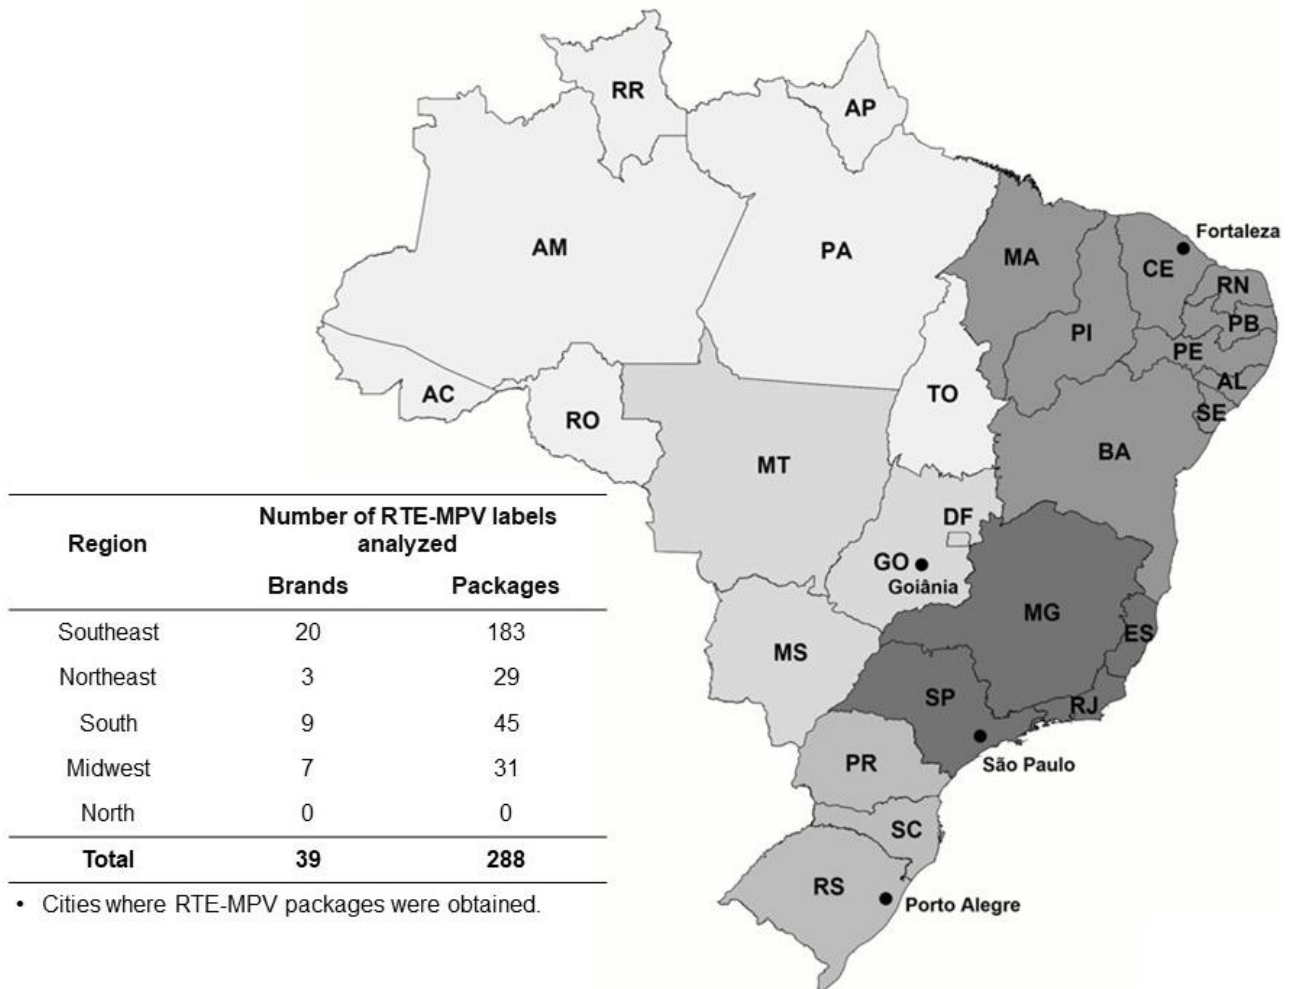 RR
AP
AM
PA
MA
CE
Fortaleza
RN
PB
PI
PE
AL
SE
AC
RO
TO
MT
BA
DF
GO
Goiânia
MG
ES
MS
SP
RJ
São Paulo
PR
SC
RS
Porto Alegre
Region
Number of RTE-MPV labels
analyzed
Brands Packages
Southeast 20 183
Northeast 3 29
South 9 45
Midwest 7 31
North 0 0
Total 39 288
• Cities where RTE-MPV packages were obtained.